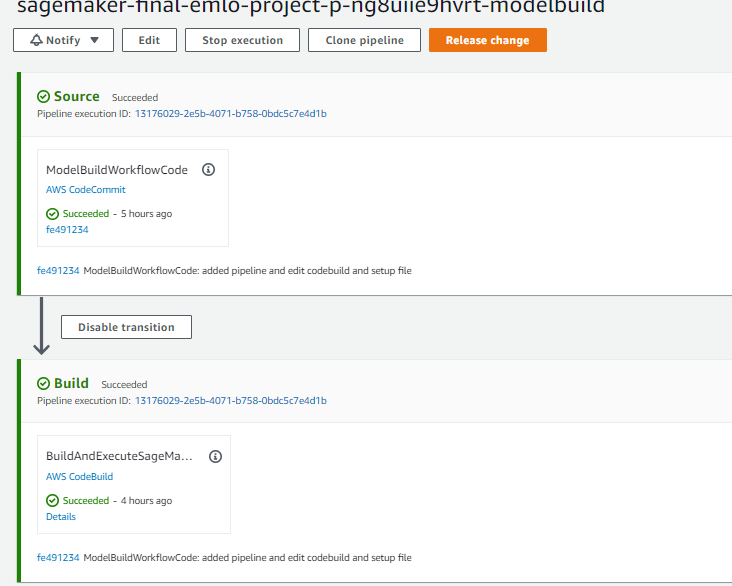 sagemaker-final-emlo-project-p-ng8uiie9hvrt-modelbuild
Notify Edit Stop execution Clone pipeline Release change
Source Succeeded
Pipeline execution ID: 13176029-2e5b-4071-b758-0bdc5c7e4d1b
ModelBuildWorkflowCode
AWS CodeCommit
Succeeded - 5 hours ago
fe491234
fe491234 ModelBuildWorkflowCode: added pipeline and edit codebuild and setup file
Disable transition
Build Succeeded
Pipeline execution ID: 13176029-2e5b-4071-b758-0bdc5c7e4d1b
BuildAndExecuteSageMa...
AWS CodeBuild
Succeeded - 4 hours ago
Details
fe491234 ModelBuildWorkflowCode: added pipeline and edit codebuild and setup file